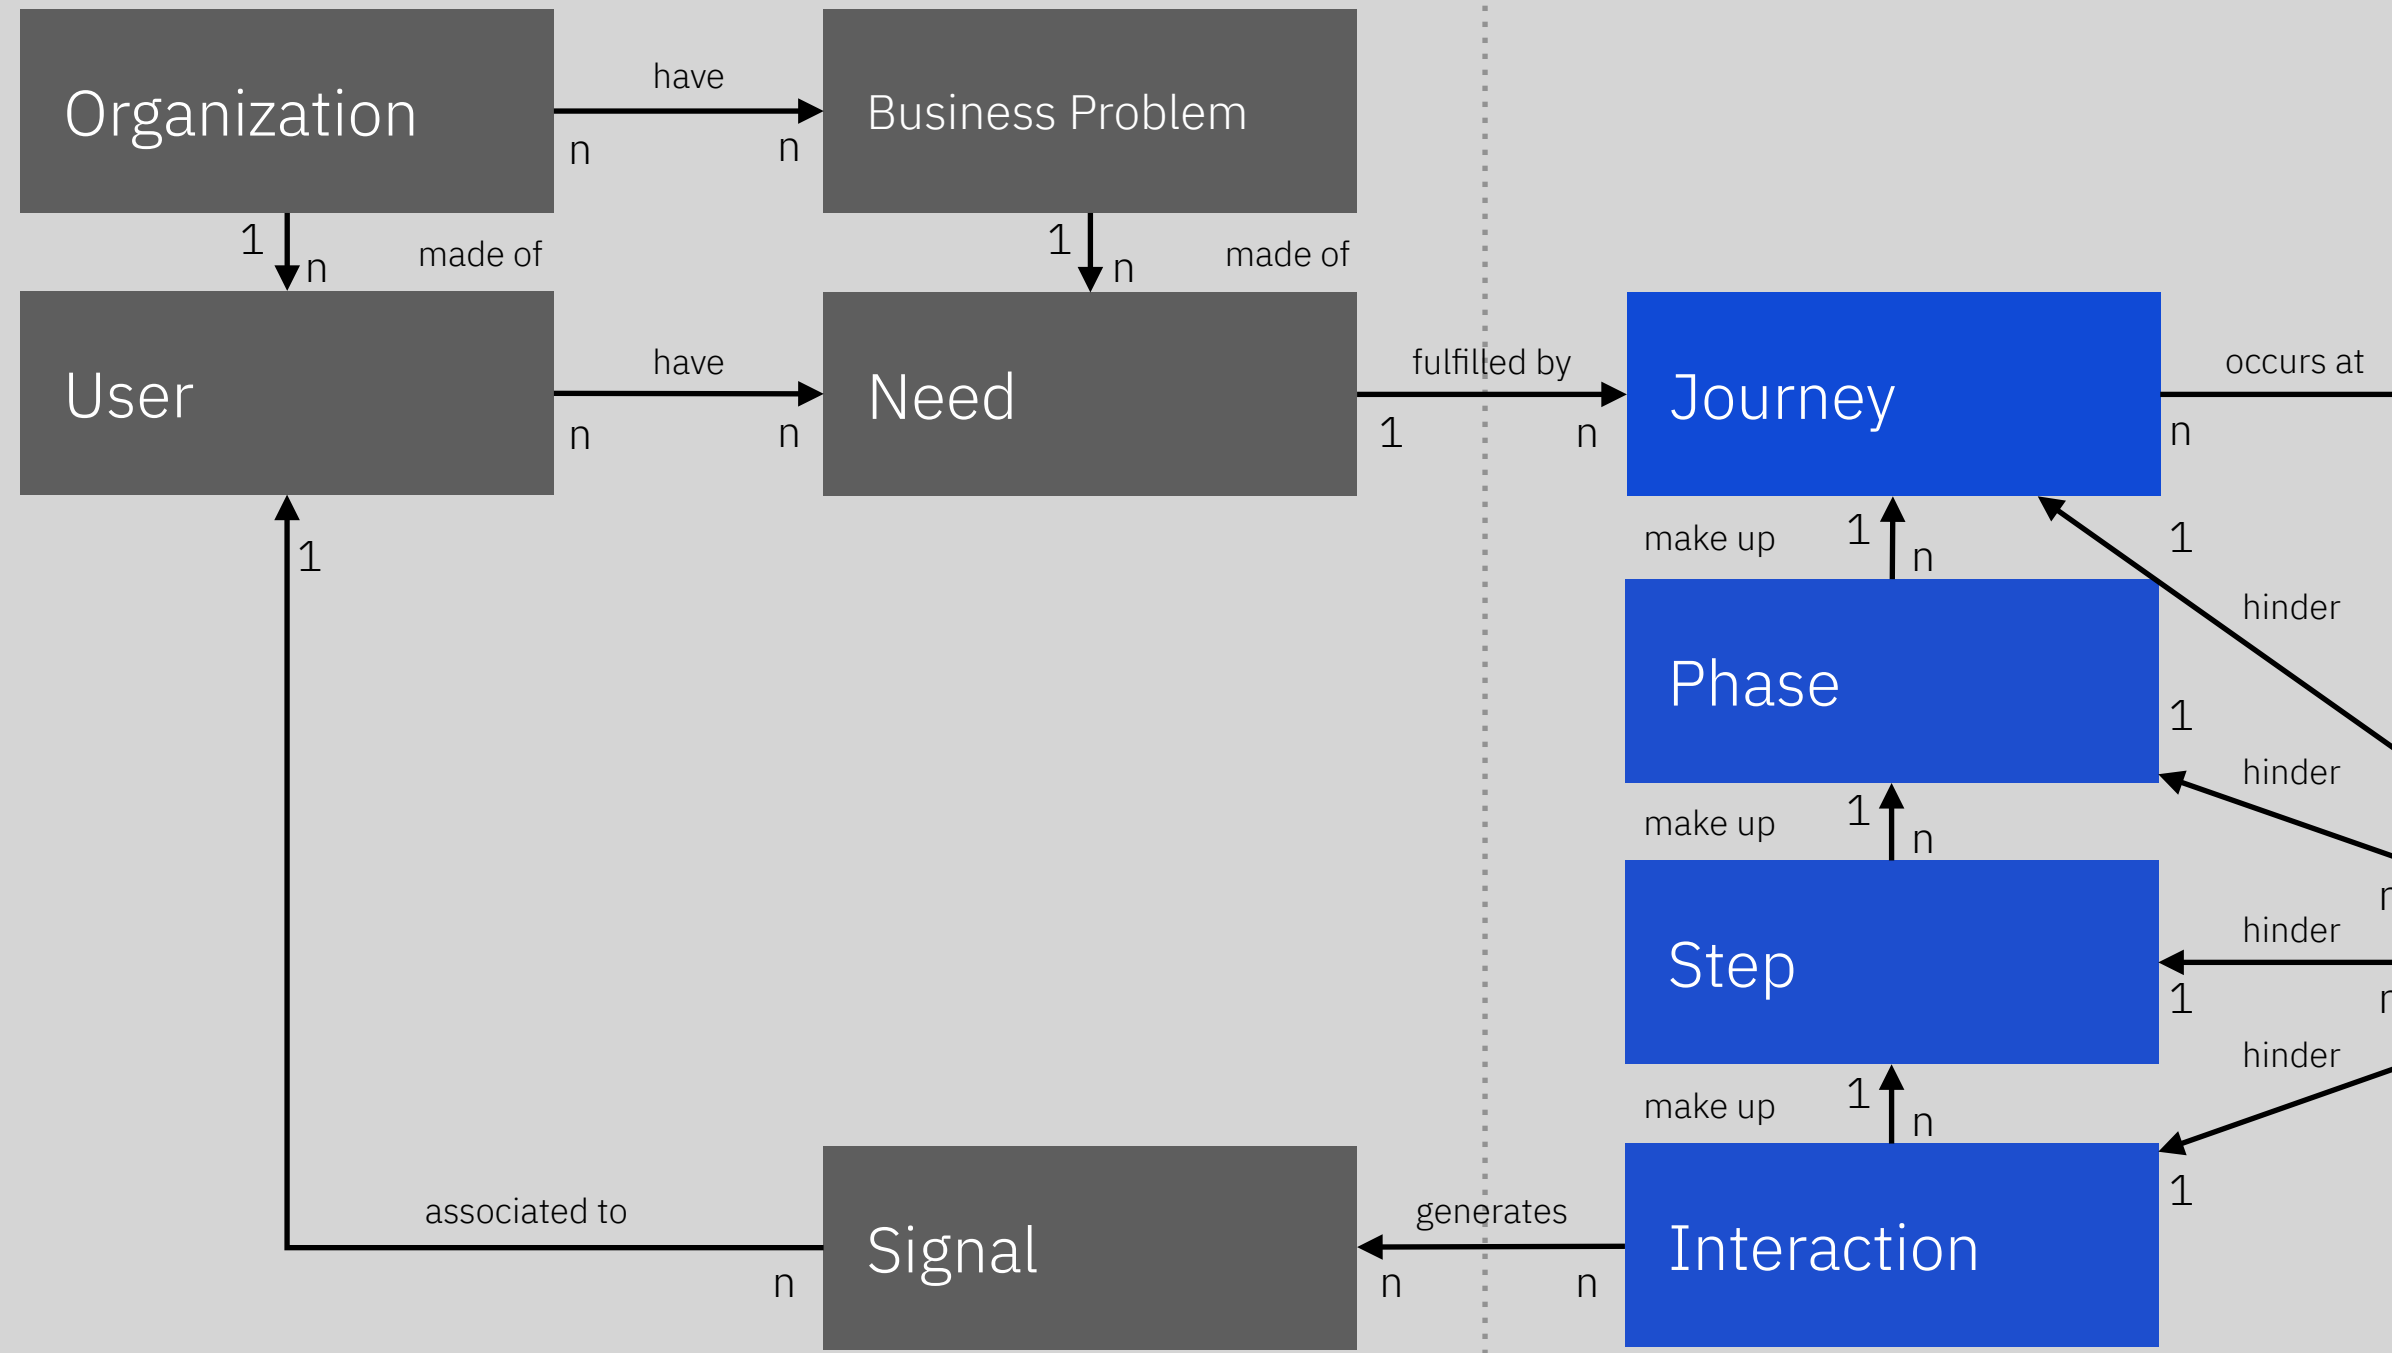 Organization
have
n
n
Business Problem
1
n
made of
1
n
made of
User
have
n
n
Need
fulfilled by
1
n
Journey
occurs at
n
1
make up
1
n
1
hinder
Phase
1
hinder
make up
1
n
hinder
Step
1
hinder
make up
1
n
associated to
n
Signal
generates
n
n
Interaction
1